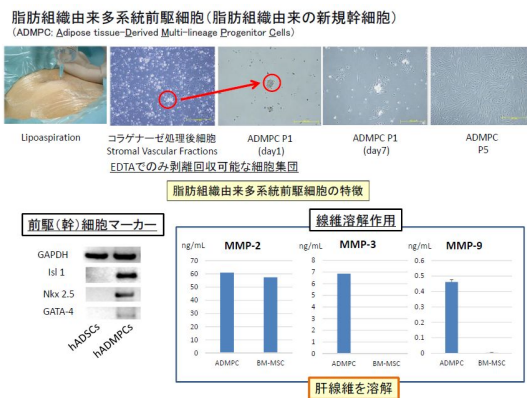 脂肪組織由来多系統前駆細胞(脂肪組織由来の新規幹細胞)
(ADMPC: Adipose tissue-Derived Multi-lineage Progenitor Cells)
Lipoaspiration
コラゲナーゼ処理後細胞
Stromal Vascular Fractions
ADMPC P1
(day1)
ADMPC P1
(day7)
ADMPC
P5
EDTAでのみ剥離回収可能な細胞集団
脂肪組織由来多系統前駆細胞の特徴
前駆(幹)細胞マーカー
GAPDH
Isl 1
Nkx 2.5
GATA-4
hADSCs
hADMPCs
線維溶解作用
ng/mL
MMP-2
70
60
50
40
30
20
10
0
ADMPC
BM-MSC
ng/mL
MMP-3
8
7
6
5
4
3
2
1
0
ADMPC
BM-MSC
ng/mL
MMP-9
0.6
0.5
0.4
0.3
0.2
0.1
0
ADMPC
BM-MSC
肝線維を溶解